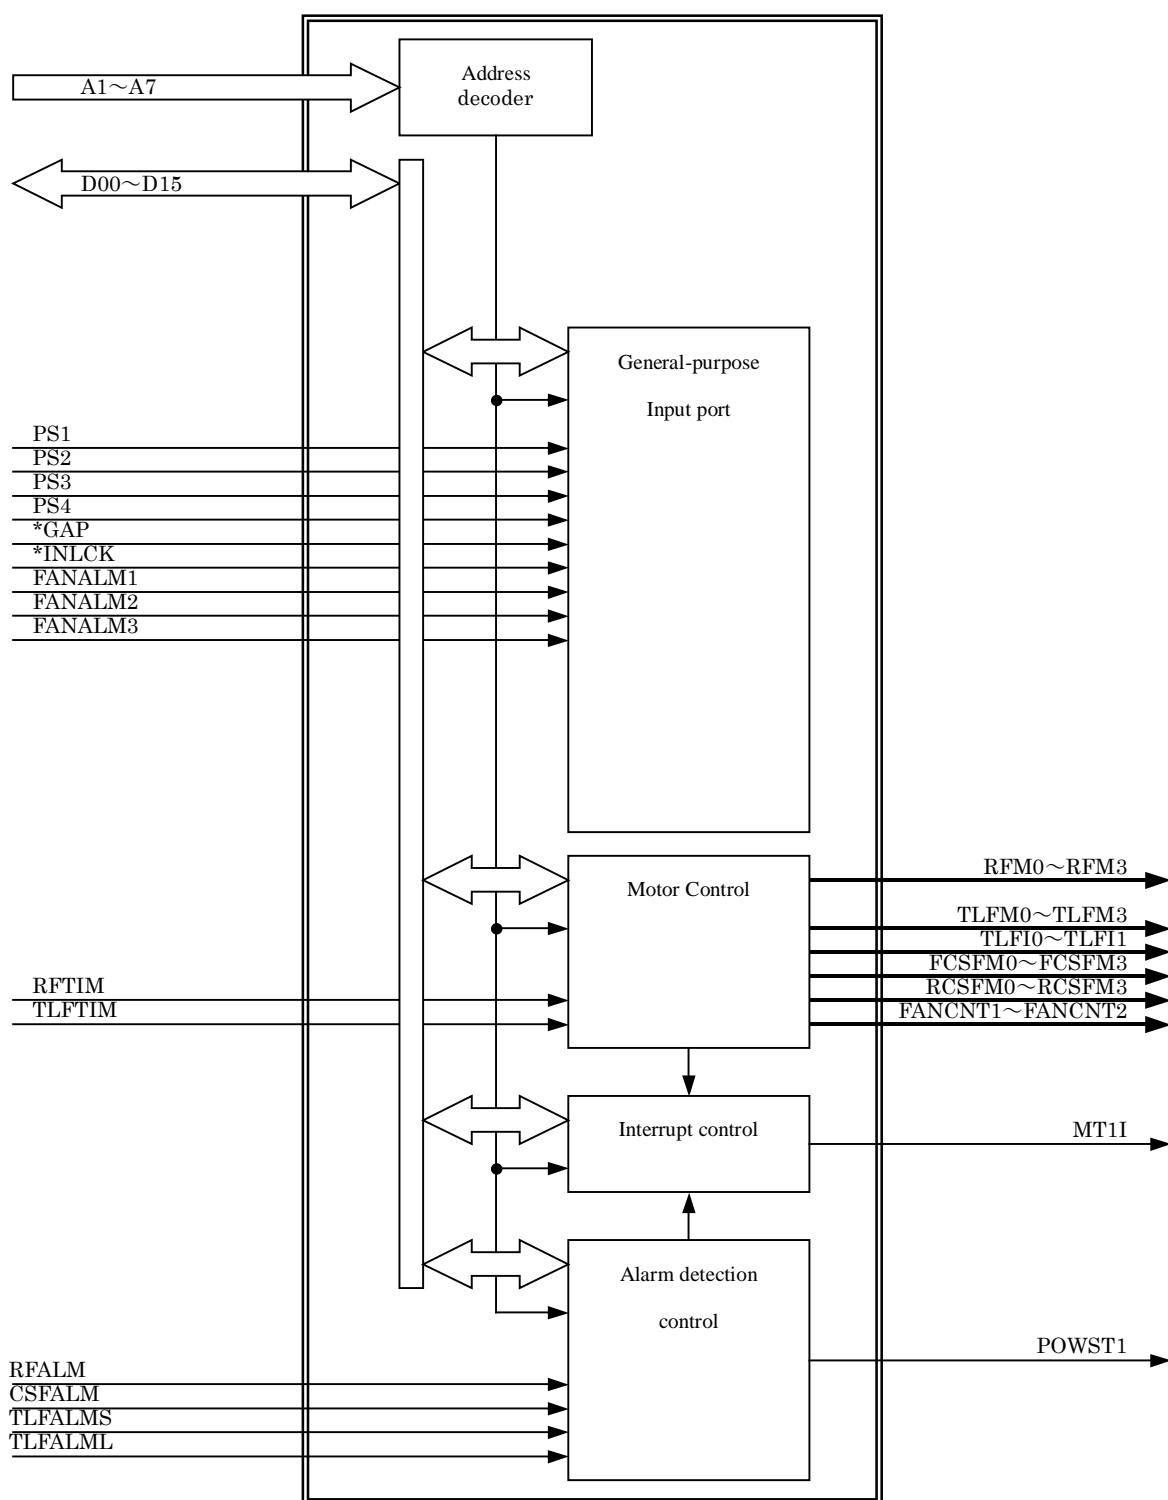 Address
decoder
A1～A7
D00～D15
General-purpose
Input port
PS1
PS2
PS3
PS4
*GAP
*INLCK
FANALM1
FANALM2
FANALM3
Motor Control
RFM0～RFM3
TLFM0～TLFM3
TLFI0～TLFI1
FCSFM0～FCSFM3
RCSFM0～RCSFM3
FANCNT1～FANCNT2
RFTIM
TLFTIM
Interrupt control
MT1I
Alarm detection
control
POWST1
RFALM
CSFALM
TLFALMS
TLFALML